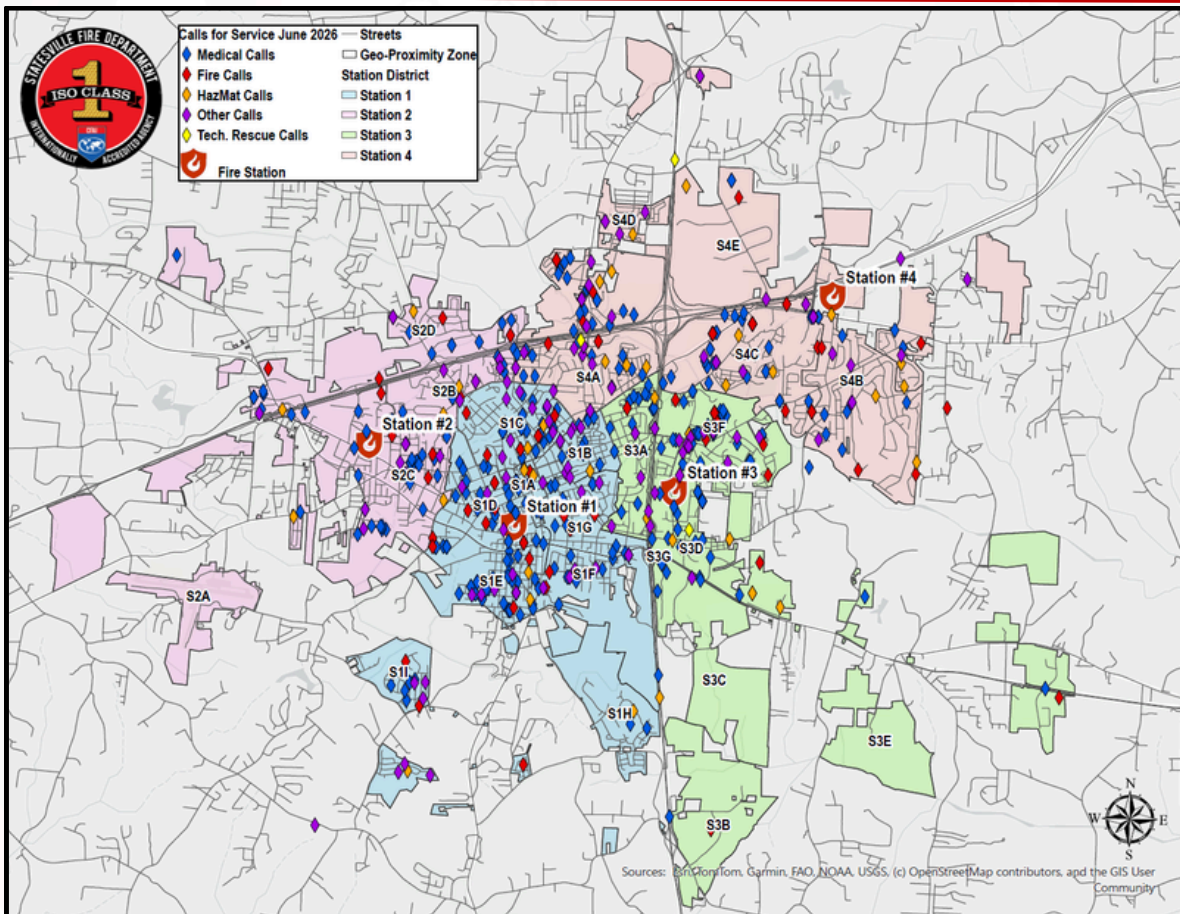 STATESVILLE FIRE DEPARTMENT
ISO CLASS
1
CFAI
INTERNATIONALLY ACCREDITED AGENCY
Calls for Service June 2026
Medical Calls
Fire Calls
HazMat Calls
Other Calls
Tech. Rescue Calls
Fire Station
Streets
Geo-Proximity Zone
Station District
Station 1
Station 2
Station 3
Station 4
S4D
S4E
Station #4
S2D
S4C
S4A
S4B
S2B
S1C
Station #2
S3F
S1B
S3A
S2C
S1A
Station #3
S1D
Station #1
S1G
S3D
S3G
S1E
S1F
S2A
S1I
S3C
S1H
S3E
S3B
N
W E
S
Sources: Esri, TomTom, Garmin, FAO, NOAA, USGS, (c) OpenStreetMap contributors, and the GIS User
Community